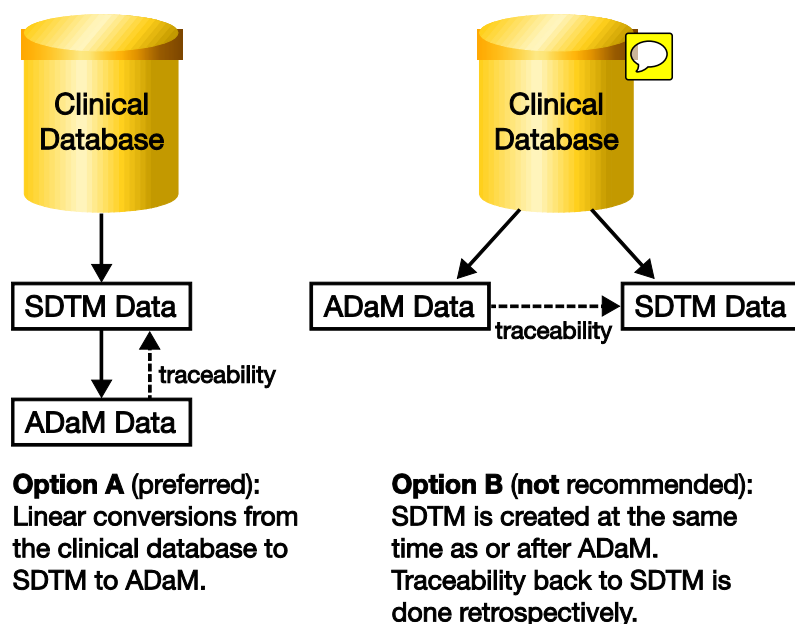 Clinical
Database
SDTM Data
traceability
ADaM Data
Option A (preferred):
Linear conversions from
the clinical database to
SDTM to ADaM.
Clinical
Database
ADaM Data
SDTM Data
traceability
Option B (not recommended):
SDTM is created at the same
time as or after ADaM.
Traceability back to SDTM is
done retrospectively.